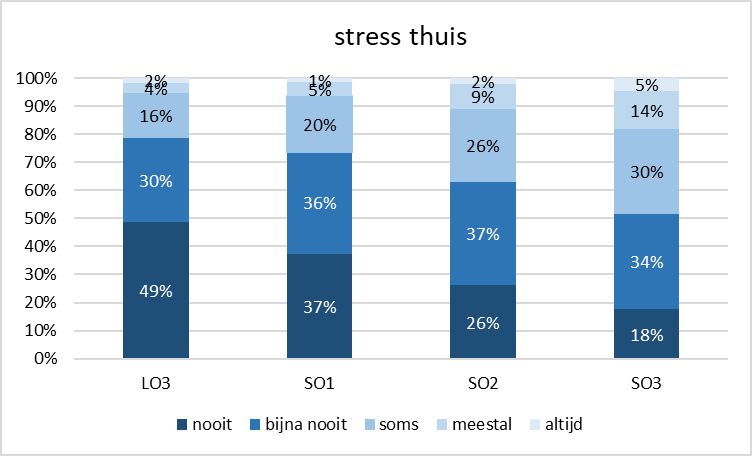 stress thuis
100%
90%
80%
70%
60%
50%
40%
30%
20%
10%
0%
2% 1% 2% 5%
4% 5% 9% 14%
16% 20% 26% 30%
30% 36% 37% 34%
49% 37% 26% 18%
LO3 SO1 SO2 SO3
nooit bijna nooit soms meestal altijd